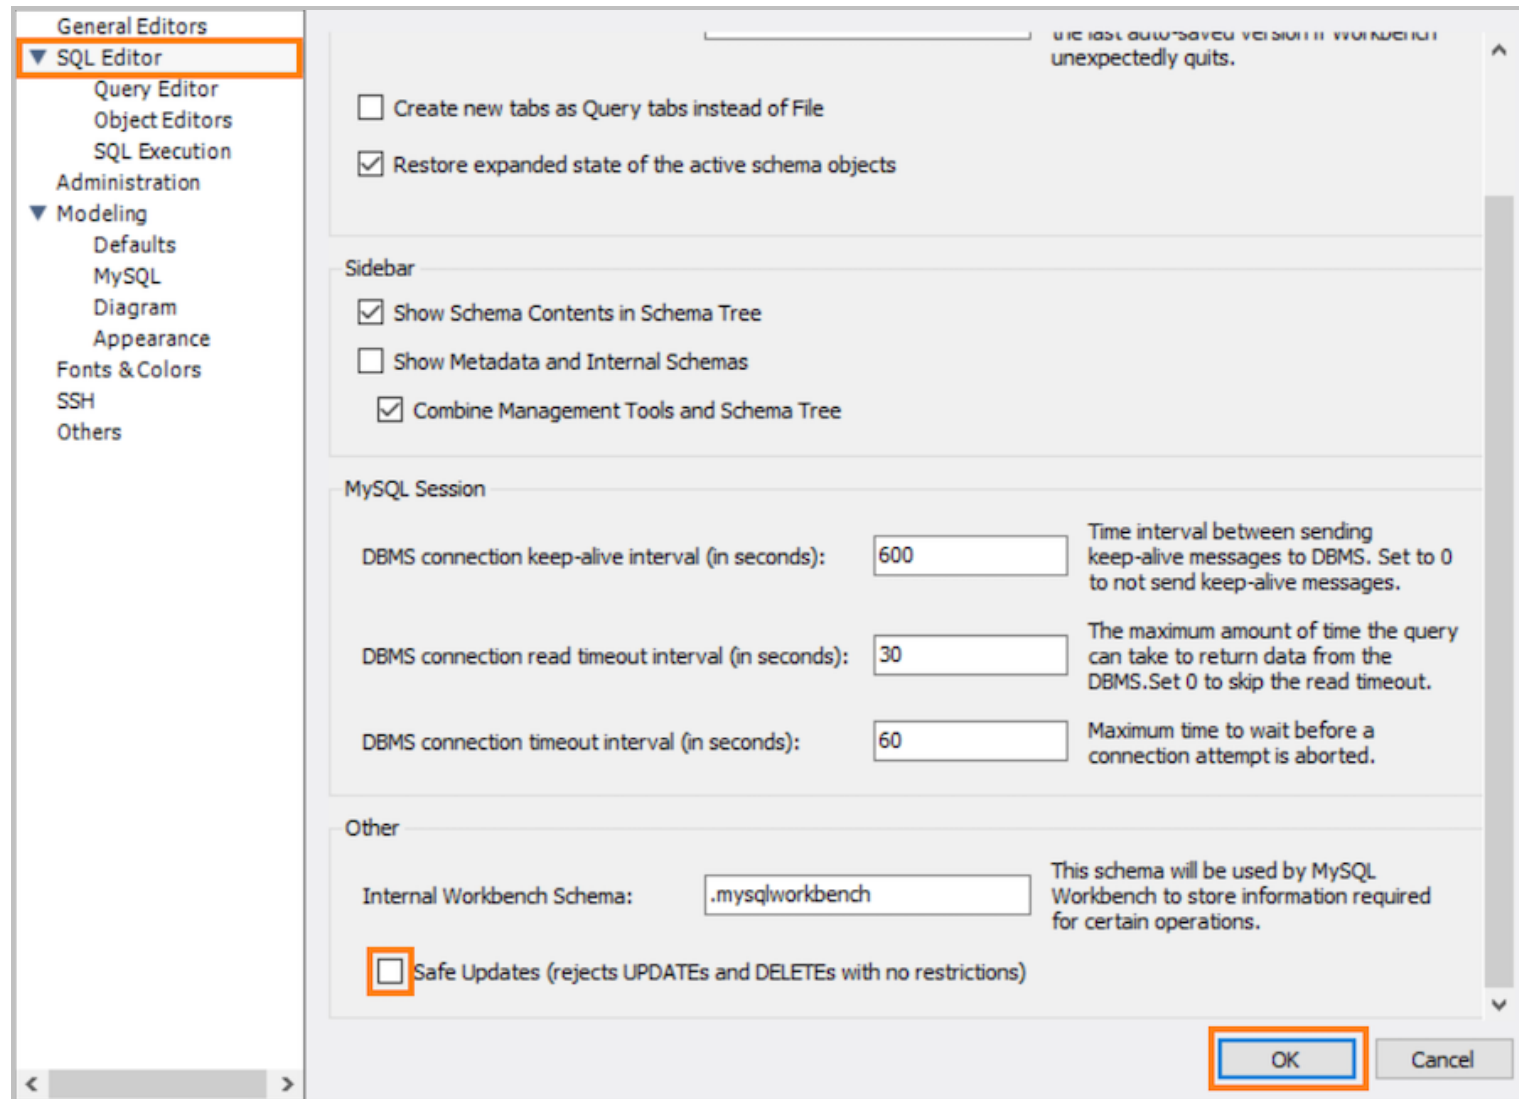 General Editors
SQL Editor
Query Editor
Object Editors
SQL Execution
Administration
Modeling
Defaults
MySQL
Diagram
Appearance
Fonts & Colors
SSH
Others
the last auto-saved version if Workbench
unexpectedly quits.
Create new tabs as Query tabs instead of File
Restore expanded state of the active schema objects
Sidebar
Show Schema Contents in Schema Tree
Show Metadata and Internal Schemas
Combine Management Tools and Schema Tree
MySQL Session
DBMS connection keep-alive interval (in seconds):
600
Time interval between sending
keep-alive messages to DBMS. Set to 0
to not send keep-alive messages.
DBMS connection read timeout interval (in seconds):
30
The maximum amount of time the query
can take to return data from the
DBMS.Set 0 to skip the read timeout.
DBMS connection timeout interval (in seconds):
60
Maximum time to wait before a
connection attempt is aborted.
Other
Internal Workbench Schema:
.mysqlworkbench
This schema will be used by MySQL
Workbench to store information required
for certain operations.
Safe Updates (rejects UPDATEs and DELETEs with no restrictions)
OK
Cancel